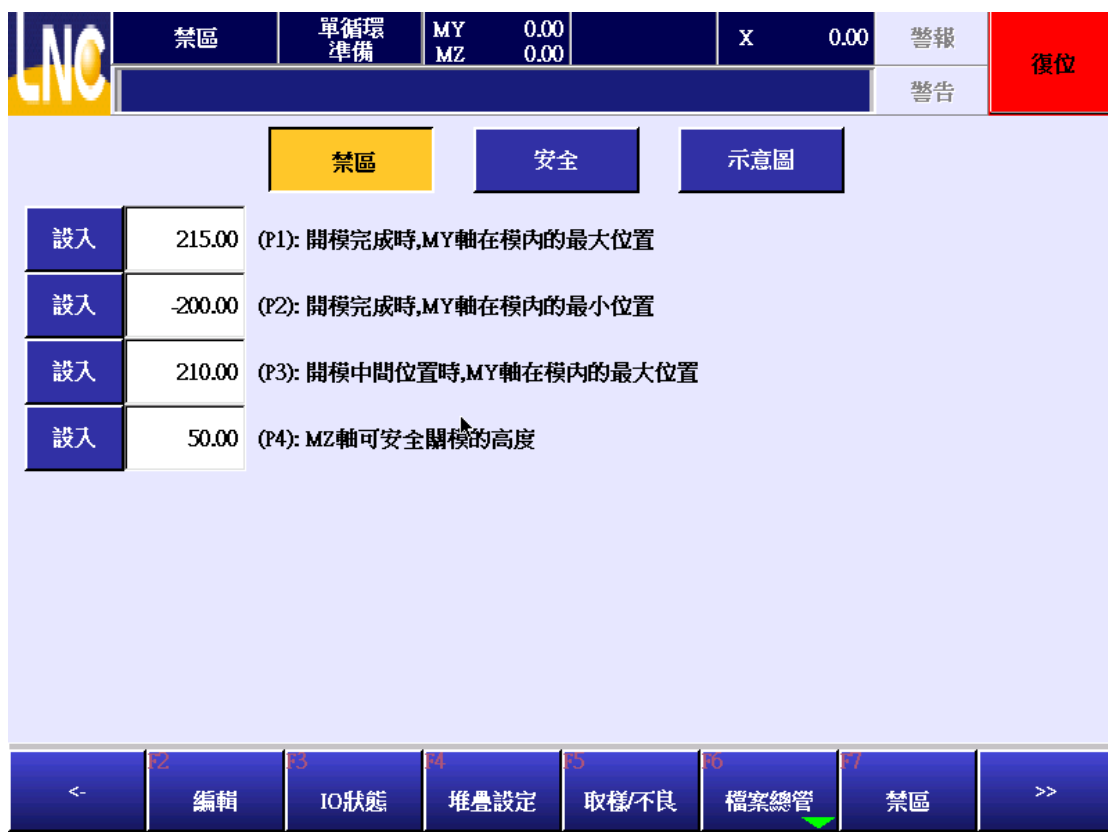 LNC
禁區
單循環
準備
MY 0.00
MZ 0.00
X 0.00
警報
警告
復位
禁區
安全
示意圖
設入 215.00 (P1): 開模完成時,MY軸在模內的最大位置
設入 -200.00 (P2): 開模完成時,MY軸在模內的最小位置
設入 210.00 (P3): 開模中間位置時,MY軸在模內的最大位置
設入 50.00 (P4): MZ軸可安全關模的高度
<-
F2 編輯
F3 IO狀態
F4 堆疊設定
F5 取樣/不良
F6 檔案總管
F7 禁區
>>